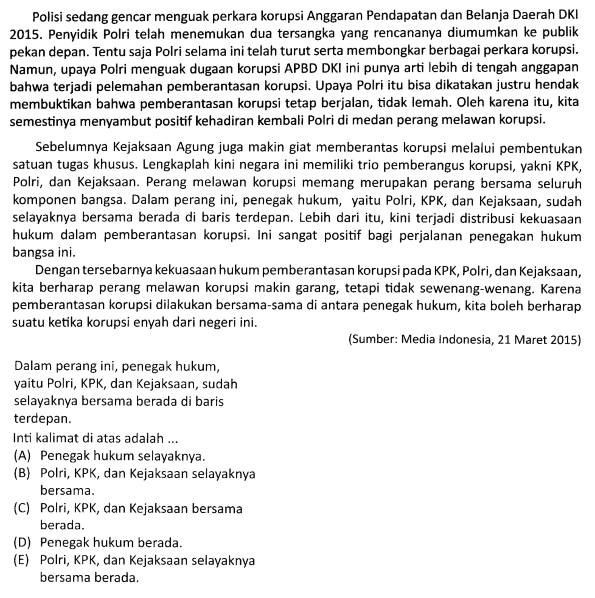 Polisi sedang gencar menguak perkara korupsi Anggaran Pendapatan dan Belanja Daerah DKI
2015. Penyidik Polri telah menemukan dua tersangka yang rencananya diumumkan ke publik
pekan depan. Tentu saja Polri selama ini telah turut serta membongkar berbagai perkara korupsi.
Namun, upaya Polri menguak dugaan korupsi APBD DKI ini punya arti lebih di tengah anggapan
bahwa terjadi pelemahan pemberantasan korupsi. Upaya Polri itu bisa dikatakan justru hendak
membuktikan bahwa pemberantasan korupsi tetap berjalan, tidak lemah. Oleh karena itu, kita
semestinya menyambut positif kehadiran kembali Polri di medan perang melawan korupsi.
Sebelumnya Kejaksaan Agung juga makin giat memberantas korupsi melalui pembentukan
satuan tugas khusus. Lengkaplah kini negara ini memiliki trio pemberangus korupsi, yakni KPK,
Polri, dan Kejaksaan. Perang melawan korupsi memang merupakan perang bersama seluruh
komponen bangsa. Dalam perang ini, penegak hukum, yaitu Polri, KPK, dan Kejaksaan, sudah
selayaknya bersama berada di baris terdepan. Lebih dari itu, kini terjadi distribusi kekuasaan
hukum dalam pemberantasan korupsi. Ini sangat positif bagi perjalanan penegakan hukum
bangsa ini.
Dengan tersebarnya kekuasaan hukum pemberantasan korupsi pada KPK, Polri, dan Kejaksaan,
kita berharap perang melawan korupsi makin garang, tetapi tidak sewenang-wenang. Karena
pemberantasan korupsi dilakukan bersama-sama di antara penegak hukum, kita boleh berharap
suatu ketika korupsi enyah dari negeri ini.
(Sumber: Media Indonesia, 21 Maret 2015)
Dalam perang ini, penegak hukum,
yaitu Polri, KPK, dan Kejaksaan, sudah
selayaknya bersama berada di baris
terdepan.
Inti kalimat di atas adalah ...
(A) Penegak hukum selayaknya.
(B) Polri, KPK, dan Kejaksaan selayaknya
bersama.
(C) Polri, KPK, dan Kejaksaan bersama
berada.
(D) Penegak hukum berada.
(E) Polri, KPK, dan Kejaksaan selayaknya
bersama berada.